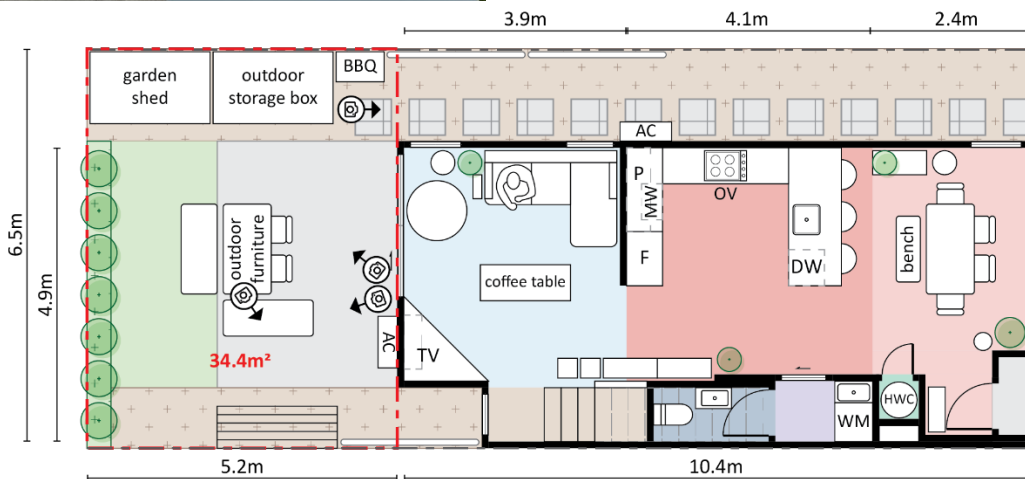 3.9m
4.1m
2.4m
garden
shed
outdoor
storage box
BBQ
AC
P
MW
OV
F
DW
bench
outdoor
furniture
coffee table
6.5m
4.9m
34.4m²
AC
TV
WM
HWC
5.2m
10.4m